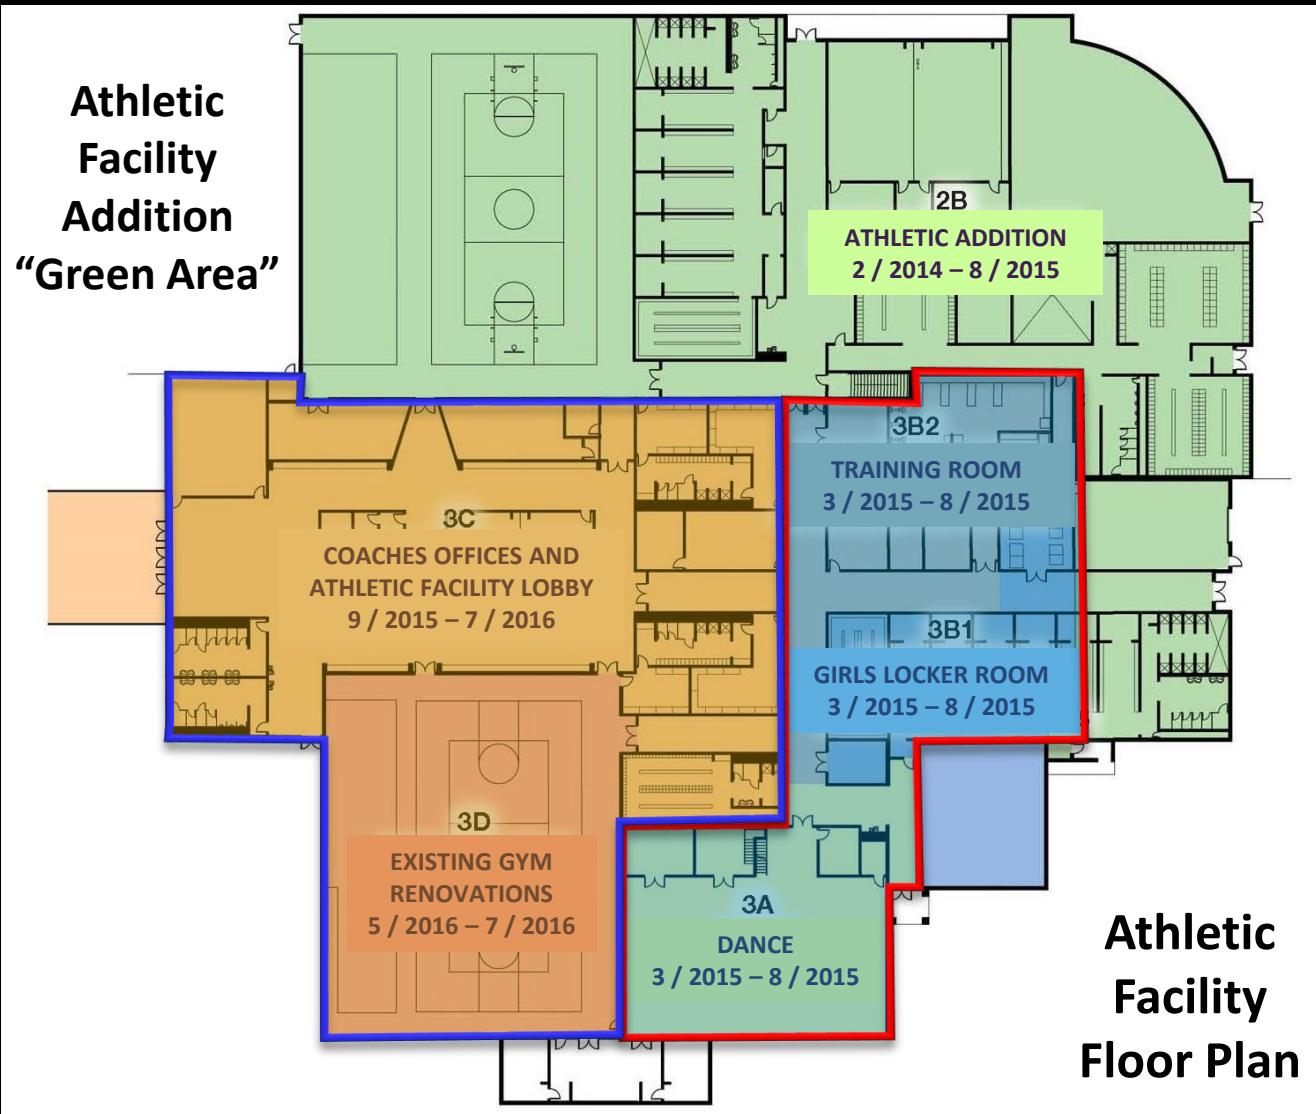 Athletic
Facility
Addition
“Green Area”
2B
ATHLETIC ADDITION
2 / 2014 – 8 / 2015
3B2
TRAINING ROOM
3 / 2015 – 8 / 2015
3C
COACHES OFFICES AND
ATHLETIC FACILITY LOBBY
9 / 2015 – 7 / 2016
3B1
GIRLS LOCKER ROOM
3 / 2015 – 8 / 2015
3D
EXISTING GYM
RENOVATIONS
5 / 2016 – 7 / 2016
3A
DANCE
3 / 2015 – 8 / 2015
Athletic
Facility
Floor Plan